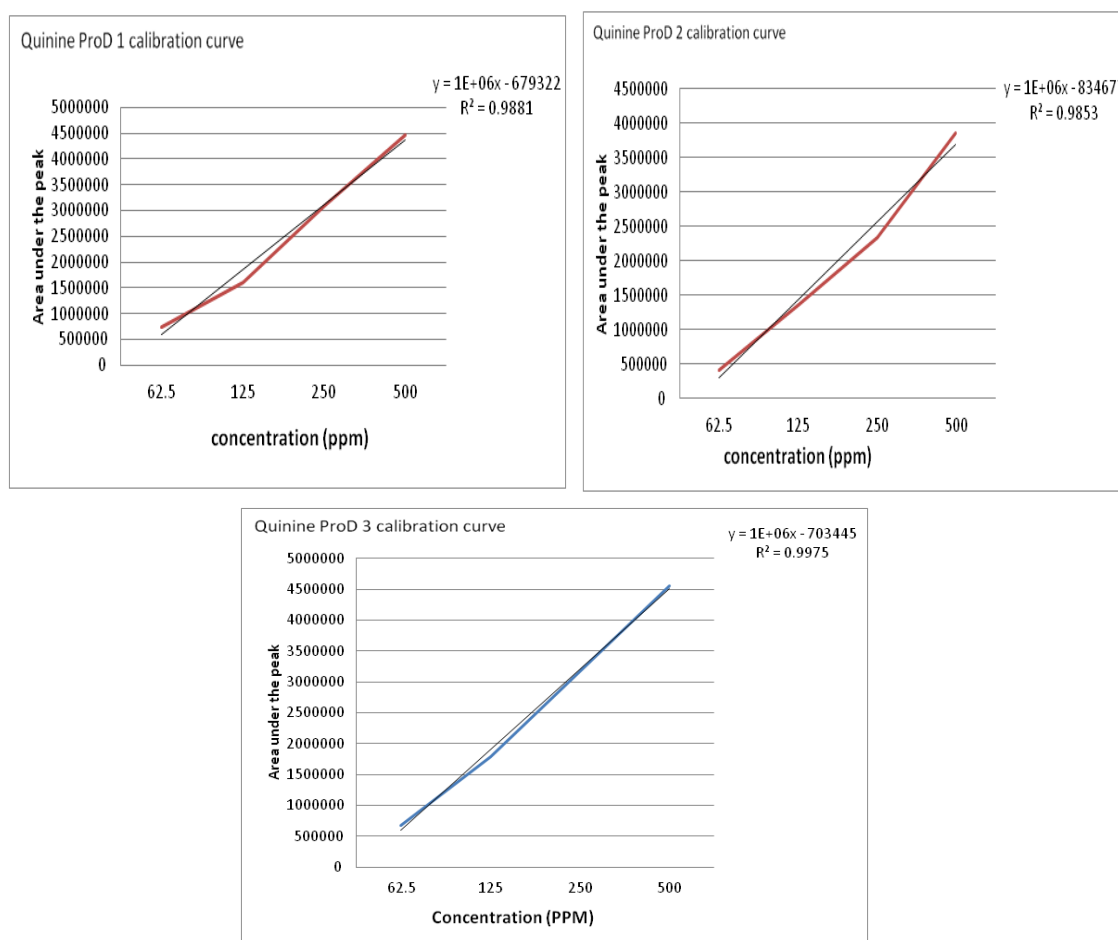 Quinine ProD 1 calibration curve
y = 1E+06x - 679322
R² = 0.9881
5000000
4500000
4000000
3500000
3000000
2500000
2000000
1500000
1000000
500000
0
Area under the peak
62.5 125 250 500
concentration (ppm)
Quinine ProD 2 calibration curve
y = 1E+06x - 83467
R² = 0.9853
4500000
4000000
3500000
3000000
2500000
2000000
1500000
1000000
500000
0
Area under the peak
62.5 125 250 500
concentration (ppm)
Quinine ProD 3 calibration curve
y = 1E+06x - 703445
R² = 0.9975
5000000
4500000
4000000
3500000
3000000
2500000
2000000
1500000
1000000
500000
0
Area under the peak
62.5 125 250 500
Concentration (PPM)